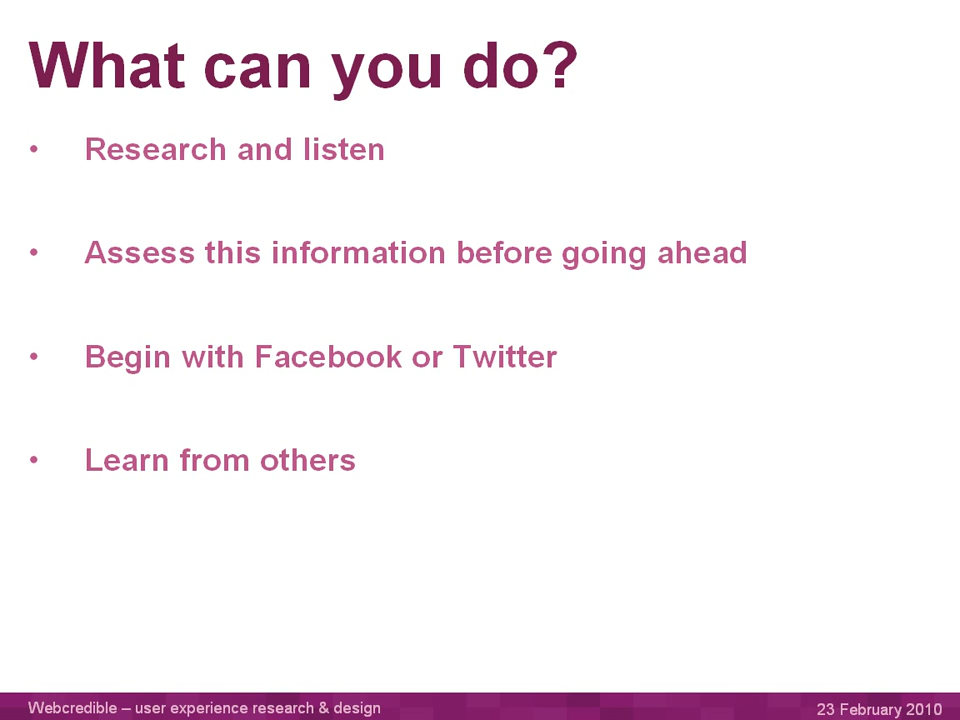 What can you do?
• Research and listen
• Assess this information before going ahead
• Begin with Facebook or Twitter
• Learn from others
Webcredible – user experience research & design
23 February 2010